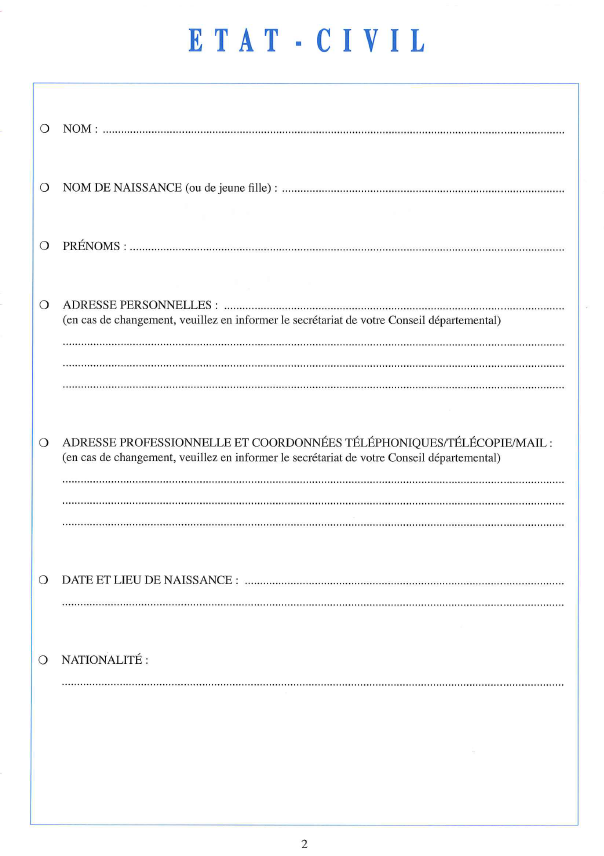 ETAT - CIVIL
❍ NOM : ..........
❍ NOM DE NAISSANCE (ou de jeune fille) : ..........
❍ PRÉNOMS : ..........
❍ ADRESSE PERSONNELLES : ..........
(en cas de changement, veuillez en informer le secrétariat de votre Conseil départemental)
❍ ADRESSE PROFESSIONNELLE ET COORDONNÉES TÉLÉPHONIQUES/TÉLÉCOPIE/MAIL :
(en cas de changement, veuillez en informer le secrétariat de votre Conseil départemental)
❍ DATE ET LIEU DE NAISSANCE : ..........
❍ NATIONALITÉ :
2